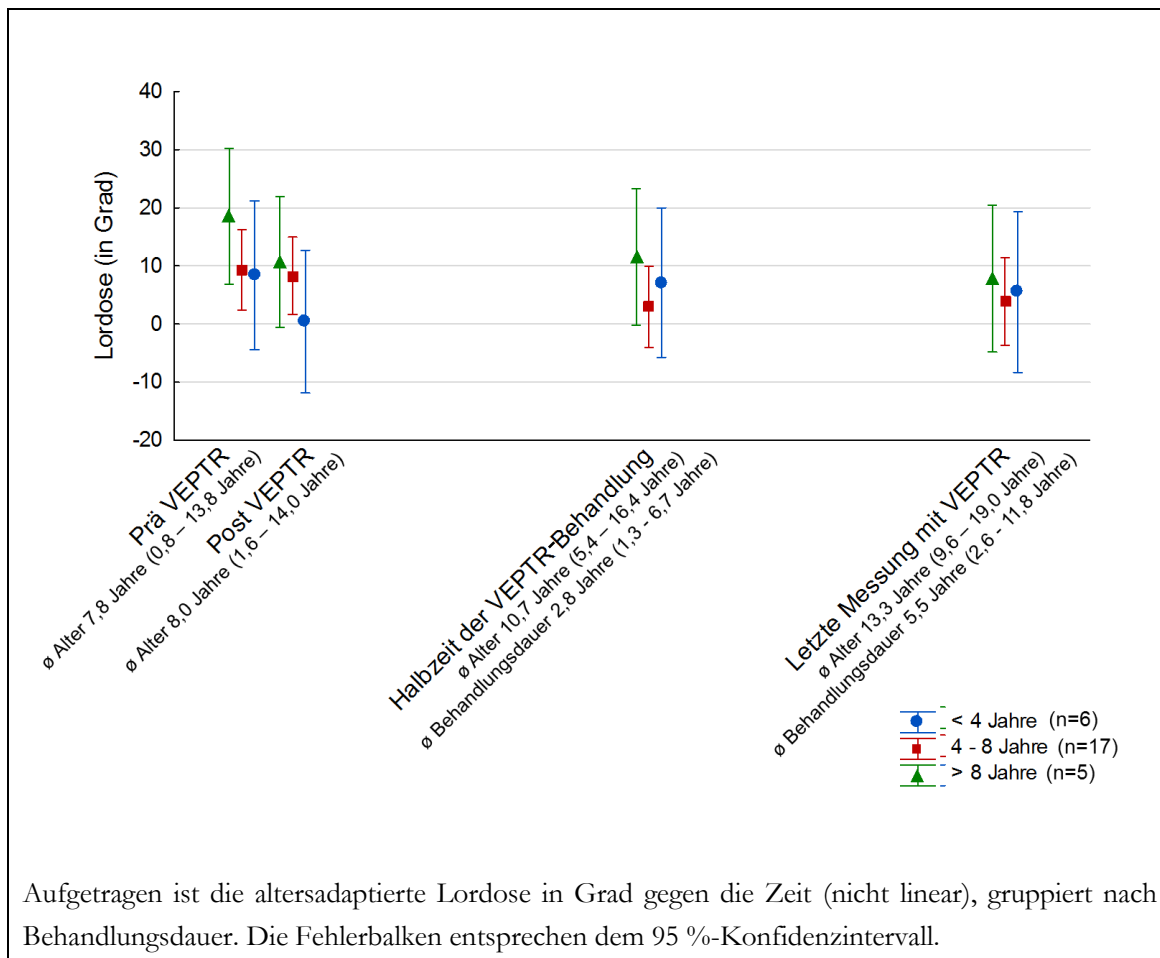 40
30
20
10
0
-10
-20
Lordose (in Grad)
Prä VEPTR
ø Alter 7,8 Jahre (0,8 – 13,8 Jahre)
Post VEPTR
ø Alter 8,0 Jahre (1,6 – 14,0 Jahre)
Halbzeit der VEPTR-Behandlung
ø Alter 10,7 Jahre (5,4 – 16,4 Jahre)
ø Behandlungsdauer 2,8 Jahre (1,3 - 6,7 Jahre)
Letzte Messung mit VEPTR
ø Alter 13,3 Jahre (9,6 – 19,0 Jahre)
ø Behandlungsdauer 5,5 Jahre (2,6 - 11,8 Jahre)
< 4 Jahre (n=6)
4 - 8 Jahre (n=17)
> 8 Jahre (n=5)
Aufgetragen ist die altersadaptierte Lordose in Grad gegen die Zeit (nicht linear), gruppiert nach
Behandlungsdauer. Die Fehlerbalken entsprechen dem 95 %-Konfidenzintervall.